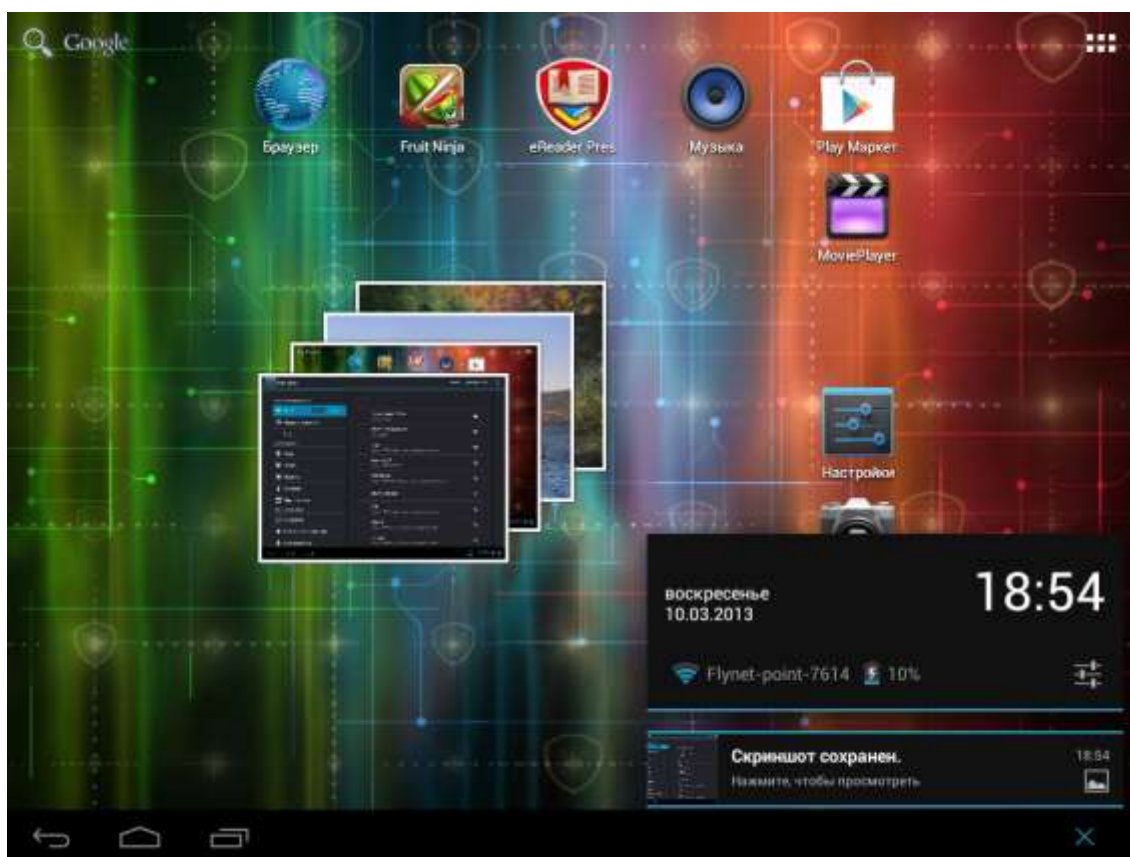 Google
Браузер
Fruit Ninja
eReader Pres
Музыка
Play Маркет
MoviePlayer
Настройки
воскресенье
10.03.2013
18:54
Flynet-point-7614 10%
Скриншот сохранен. 18:54
Нажмите, чтобы просмотреть